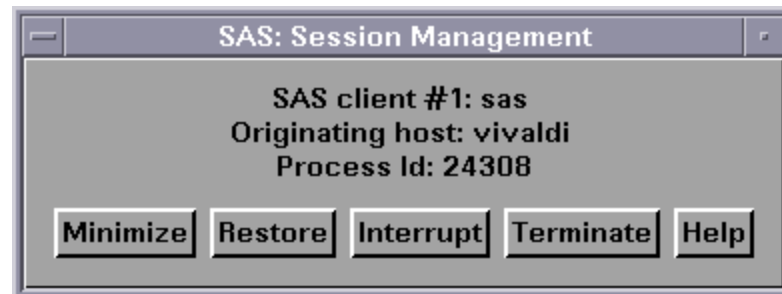 SAS: Session Management
SAS client #1: sas
Originating host: vivaldi
Process Id: 24308
Minimize Restore Interrupt Terminate Help